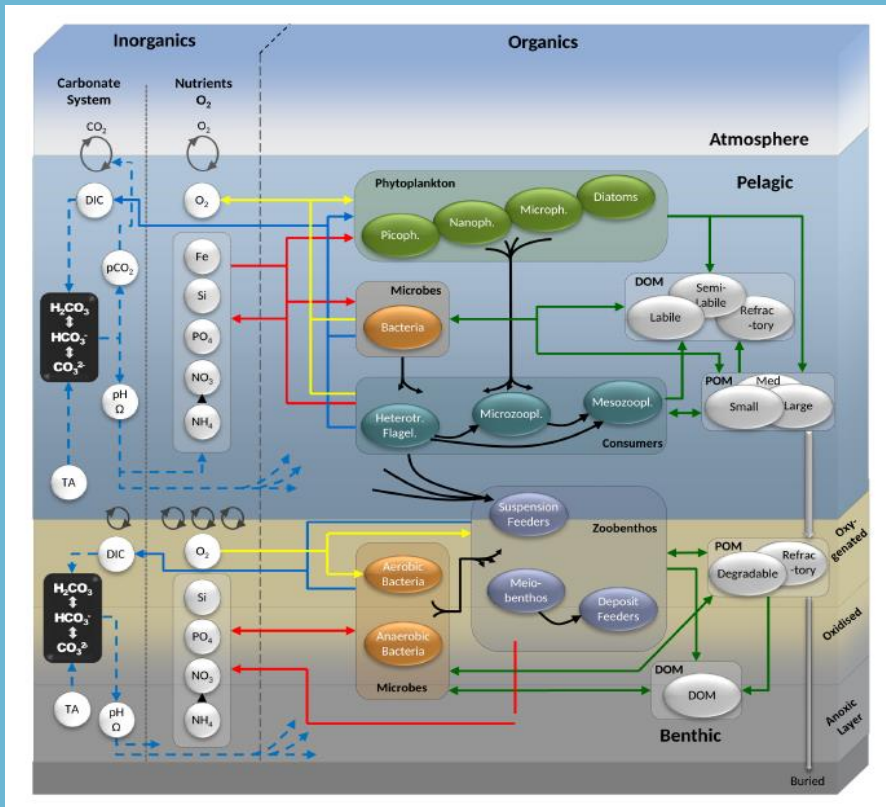 Inorganics
Organics
Carbonate
System
Nutrients
O₂
CO₂
O₂
Atmosphere
Pelagic
DIC
O₂
Phytoplankton
Picoph.
Nanoph.
Microph.
Diatoms
Fe
Si
PO₄
NO₃
NH₄
pCO₂
H₂CO₃
⇕
HCO₃⁻
⇕
CO₃²⁻
pH
Ω
TA
Microbes
Bacteria
DOM
Semi-
Labile
Labile
Refrac
-tory
POM
Med
Small
Large
Heterotr.
Flagel.
Microzoopl.
Mesozoopl.
Consumers
Suspension
Feeders
Zoobenthos
Meio-
benthos
Deposit
Feeders
DIC
O₂
H₂CO₃
⇕
HCO₃⁻
⇕
CO₃²⁻
Si
PO₄
NO₃
NH₄
TA
pH
Ω
Aerobic
Bacteria
Anaerobic
Bacteria
Microbes
POM
Refrac
-tory
Degradable
DOM
DOM
Benthic
Oxy-
genated
Oxidised
Anoxic
Layer
Buried